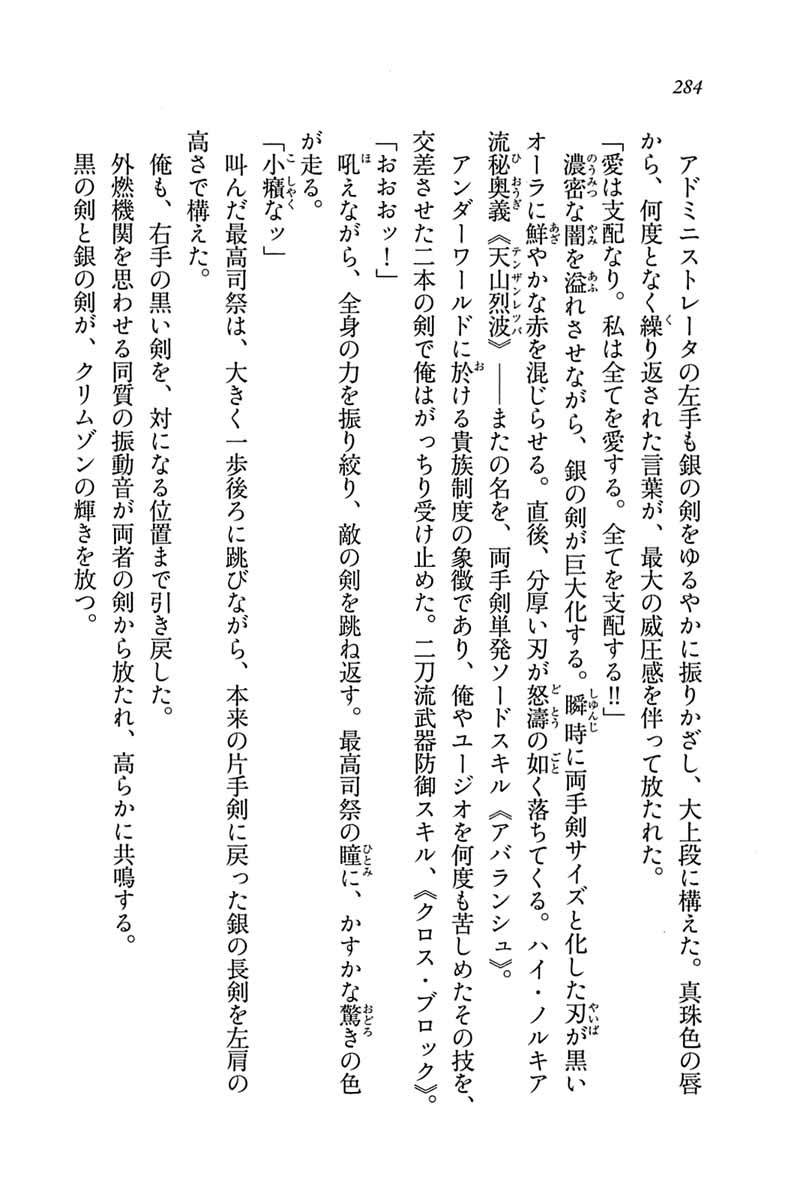 284
アドミニストレータの左手も銀の剣をゆるやかに振りかざし、大上段に構えた。真珠色の唇
から、何度となく繰り返された言葉が、最大の威圧感を伴って放たれた。
「愛は支配なり。私は全てを愛する。全てを支配する!!」
濃密な闇を溢れさせながら、銀の剣が巨大化する。瞬時に両手剣サイズと化した刃が黒い
オーラに鮮やかな赤を混じらせる。直後、分厚い刃が怒濤の如く落ちてくる。ハイ・ノルキア
流秘奥義《天山烈波》――またの名を、両手剣単発ソードスキル《アバランシュ》。
アンダーワールドに於ける貴族制度の象徴であり、俺やユージオを何度も苦しめたその技を、
交差させた二本の剣で俺はがっちり受け止めた。二刀流武器防御スキル、《クロス・ブロック》。
「おおおッ！」
吼えながら、全身の力を振り絞り、敵の剣を跳ね返す。最高司祭の瞳に、かすかな驚きの色
が走る。
「小癪なッ」
叫んだ最高司祭は、大きく一歩後ろに跳びながら、本来の片手剣に戻った銀の長剣を左肩の
高さで構えた。
俺も、右手の黒い剣を、対になる位置まで引き戻した。
外燃機関を思わせる同質の振動音が両者の剣から放たれ、高らかに共鳴する。
黒の剣と銀の剣が、クリムゾンの輝きを放つ。